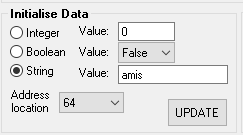 Initialise Data
Integer Value: 0
Boolean Value: False
String Value: amis
Address location 64
UPDATE